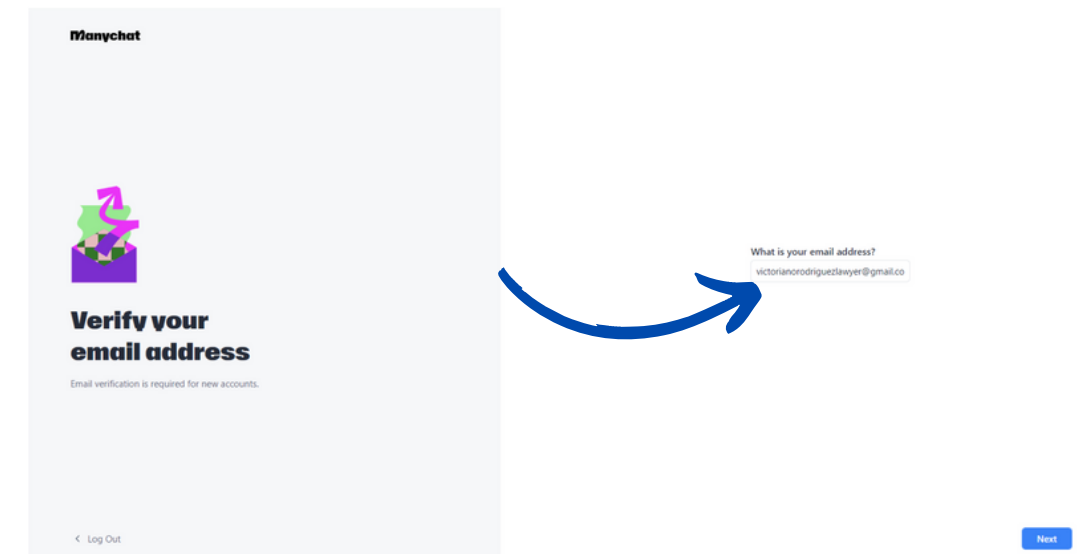 Manychat
Verify your
email address
Email verification is required for new accounts.
Log Out
What is your email address?
victorianorodriguezlawyer@gmail.co
Next